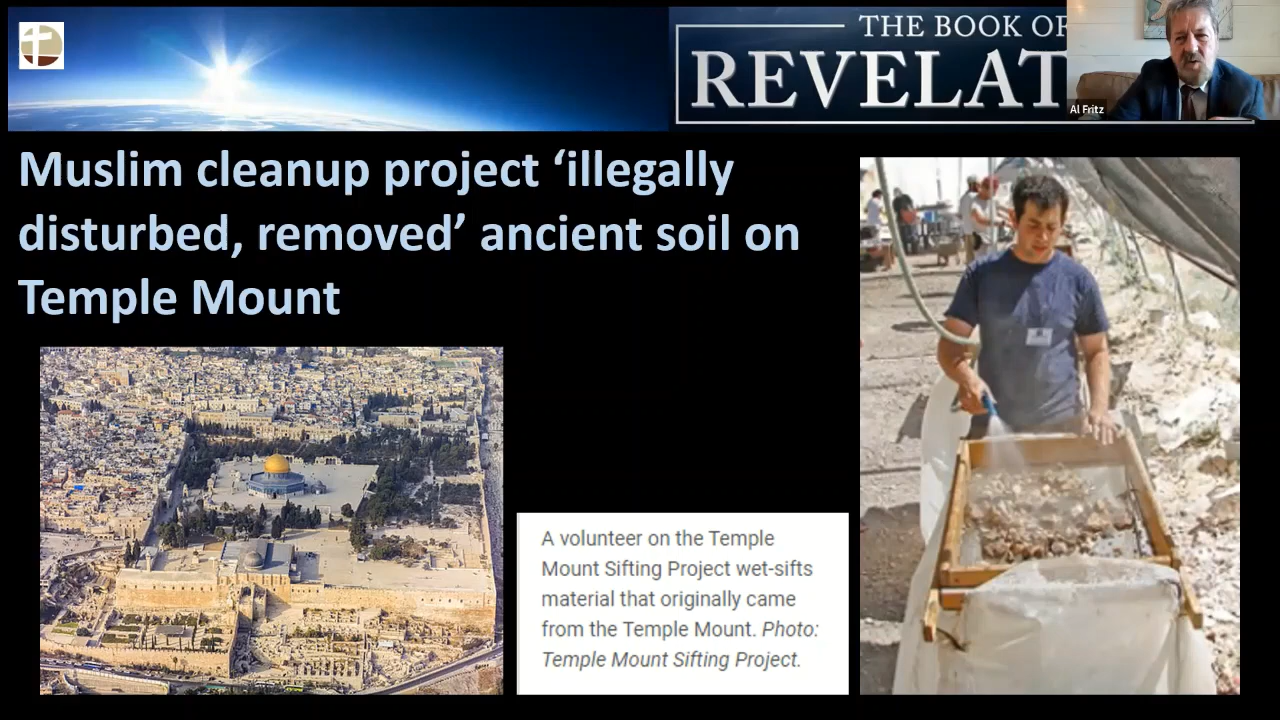 THE BOOK OF
REVELAT
Al Fritz
Muslim cleanup project ‘illegally
disturbed, removed’ ancient soil on
Temple Mount
A volunteer on the Temple
Mount Sifting Project wet-sifts
material that originally came
from the Temple Mount. Photo:
Temple Mount Sifting Project.